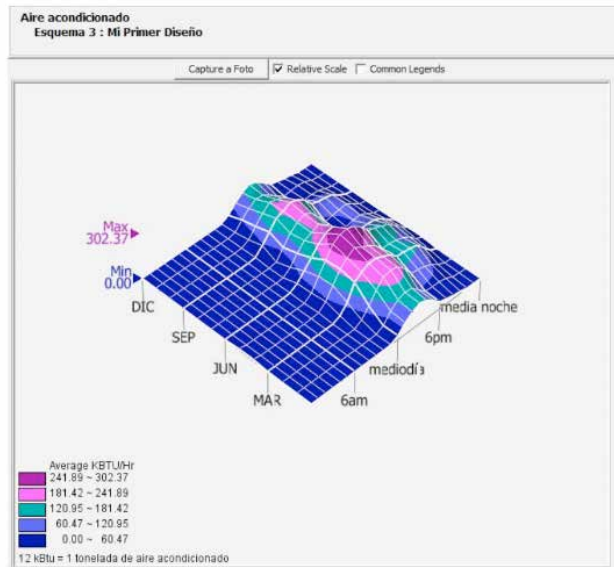 Aire acondicionado
Esquema 3 : Mi Primer Diseño
Capture a Foto Relative Scale Common Legends
Max
302.37
Min
0.00
DIC
SEP
JUN
MAR
media noche
6pm
mediodía
6am
Average KBTU/Hr
241.89 ~ 302.37
181.42 ~ 241.89
120.95 ~ 181.42
60.47 ~ 120.95
0.00 ~ 60.47
12 kBtu = 1 tonelada de aire acondicionado